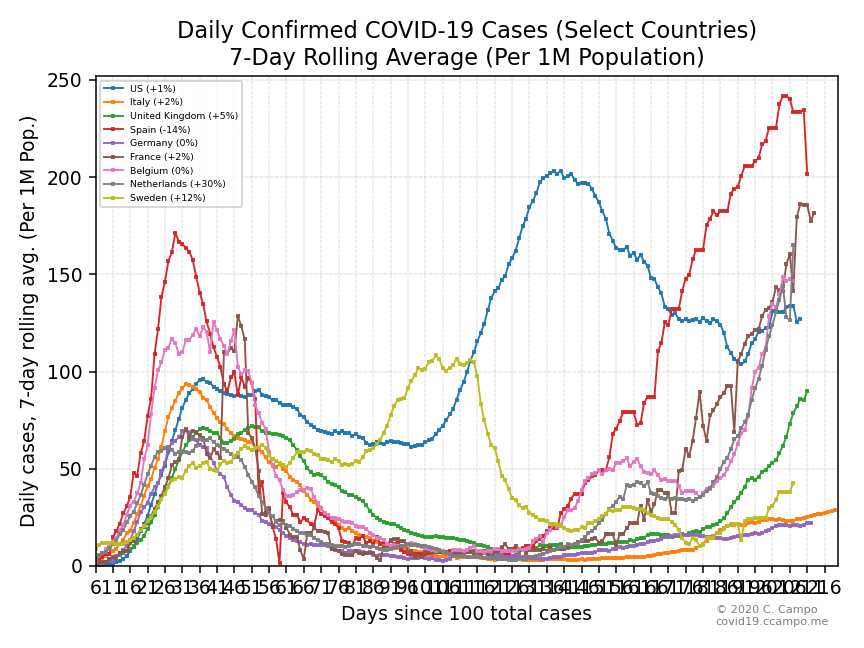 Daily Confirmed COVID-19 Cases (Select Countries)
7-Day Rolling Average (Per 1M Population)
Daily cases, 7-day rolling avg. (Per 1M Pop.)
250
200
150
100
50
0
US (+1%)
Italy (+2%)
United Kingdom (+5%)
Spain (-14%)
Germany (0%)
France (+2%)
Belgium (0%)
Netherlands (+30%)
Sweden (+12%)
Days since 100 total cases
© 2020 C. Campo
covid19.ccampo.me